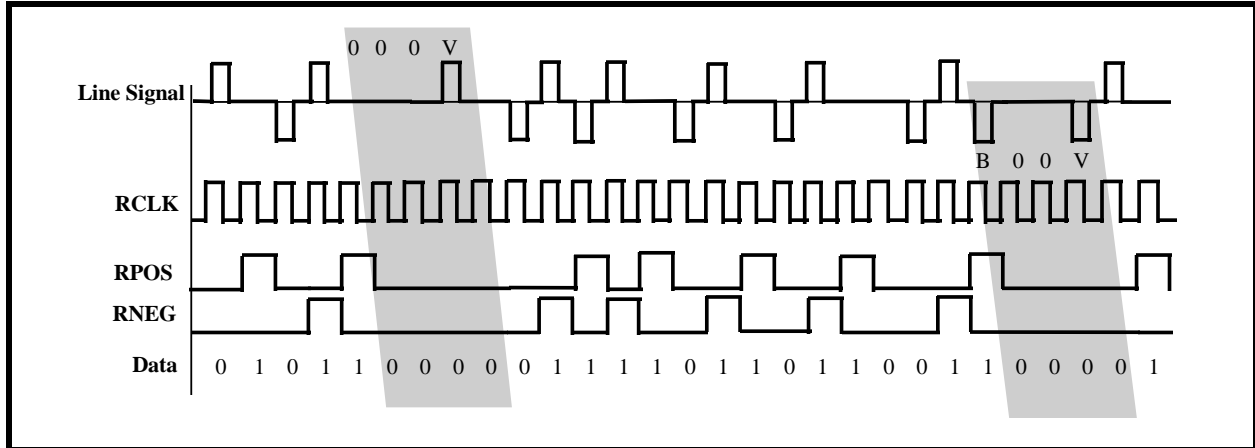 0 0 0 V
Line Signal
B 0 0 V
RCLK
RPOS
RNEG
Data 0 1 0 1 1 0 0 0 0 0 1 1 1 1 0 1 1 0 1 1 0 0 1 1 0 0 0 0 1